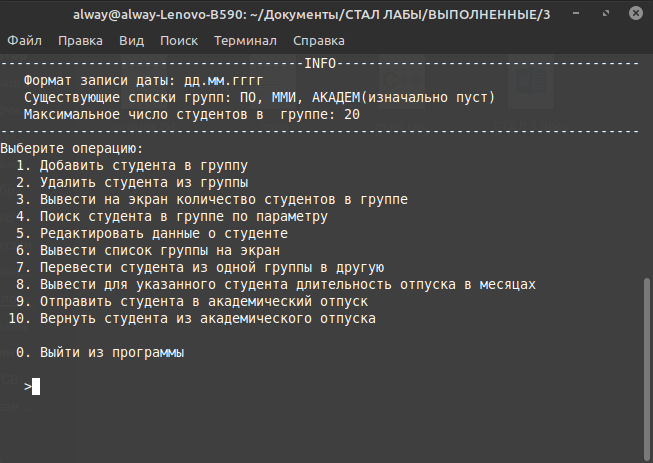 alway@alway-Lenovo-B590: ~/Документы/СТАЛ ЛАБЫ/ВЫПОЛНЕННЫЕ/3
Файл Правка Вид Поиск Терминал Справка
--------------------------------------INFO--------------------------------------
Формат записи даты: дд.мм.гггг
Существующие списки групп: ПО, ММИ, АКАДЕМ(изначально пуст)
Максимальное число студентов в  группе: 20
--------------------------------------------------------------------------------
Выберите операцию:
1. Добавить студента в группу
2. Удалить студента из группы
3. Вывести на экран количество студентов в группе
4. Поиск студента в группе по параметру
5. Редактировать данные о студенте
6. Вывести список группы на экран
7. Перевести студента из одной группы в другую
8. Вывести для указанного студента длительность отпуска в месяцах
9. Отправить студента в академический отпуск
10. Вернуть студента из академического отпуска
0. Выйти из программы
>